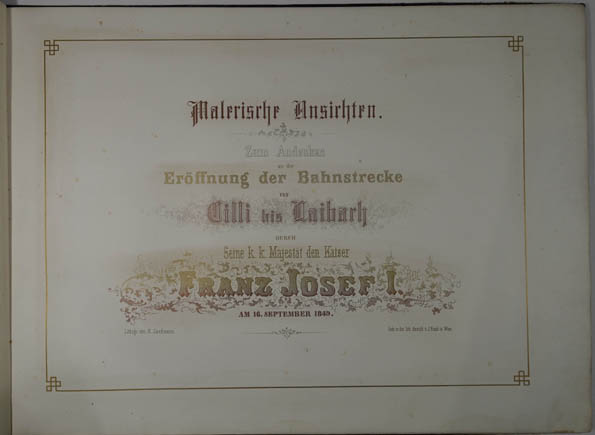 Malerische Ansichten.
Zum Andenken
an die
Eröffnung der Bahnstrecke
von
Cilli bis Laibach
DURCH
Seine k. k. Majestät den Kaiser
FRANZ JOSEF I.
AM 16. SEPTEMBER 1849.